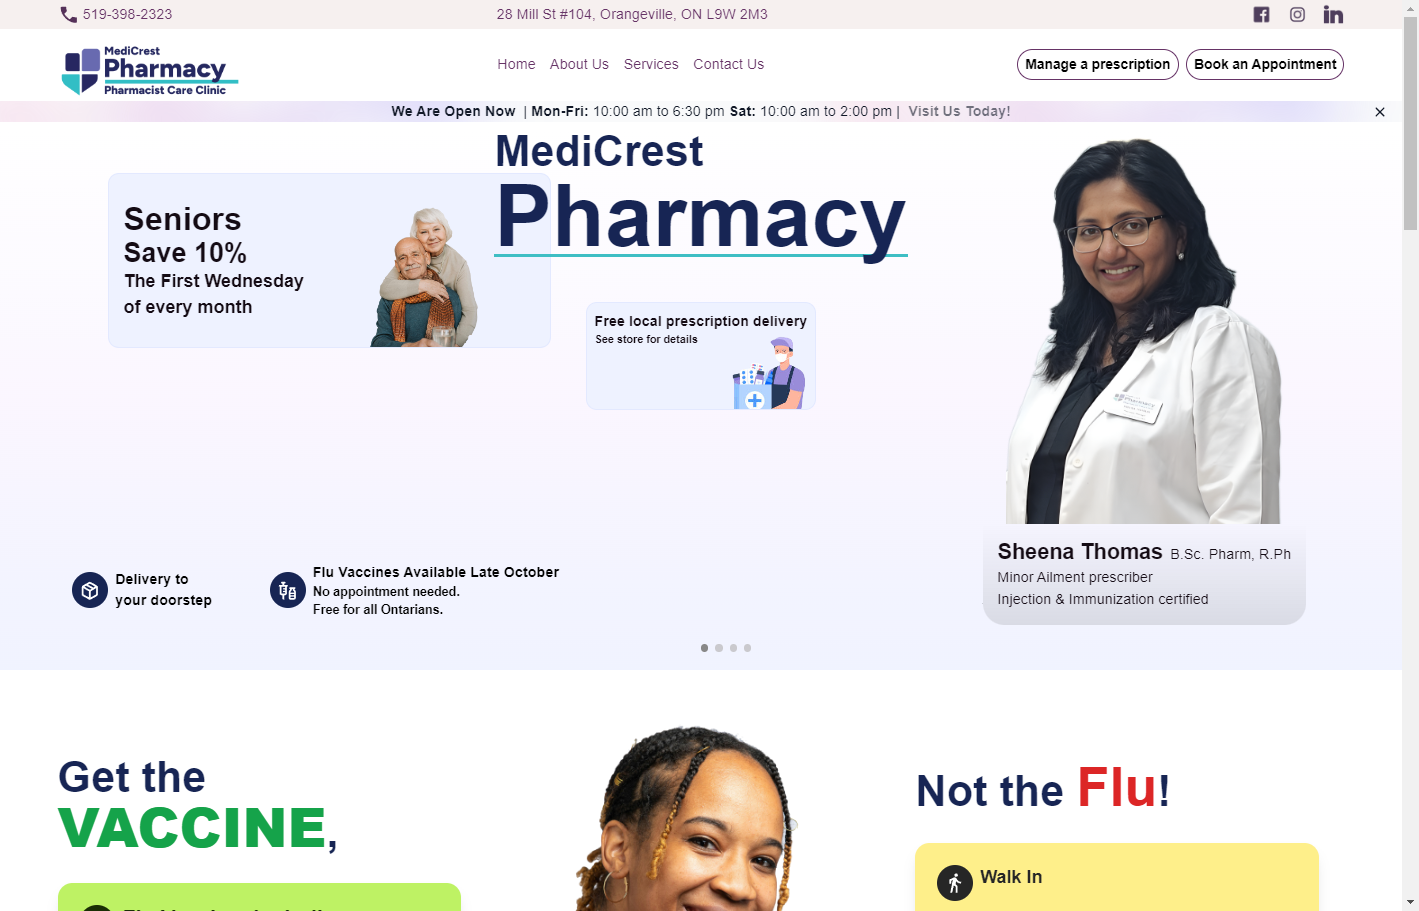 519-398-2323
28 Mill St #104, Orangeville, ON L9W 2M3
MediCrest
Pharmacy
Pharmacist Care Clinic
Home About Us Services Contact Us
Manage a prescription
Book an Appointment
We Are Open Now | Mon-Fri: 10:00 am to 6:30 pm Sat: 10:00 am to 2:00 pm | Visit Us Today!
MediCrest
Pharmacy
Seniors
Save 10%
The First Wednesday
of every month
Free local prescription delivery
See store for details
PHARMACY
Sheena Thomas B.Sc. Pharm, R.Ph
Minor Ailment prescriber
Injection & Immunization certified
Delivery to
your doorstep
Flu Vaccines Available Late October
No appointment needed.
Free for all Ontarians.
Get the
VACCINE,
Not the Flu!
Walk In